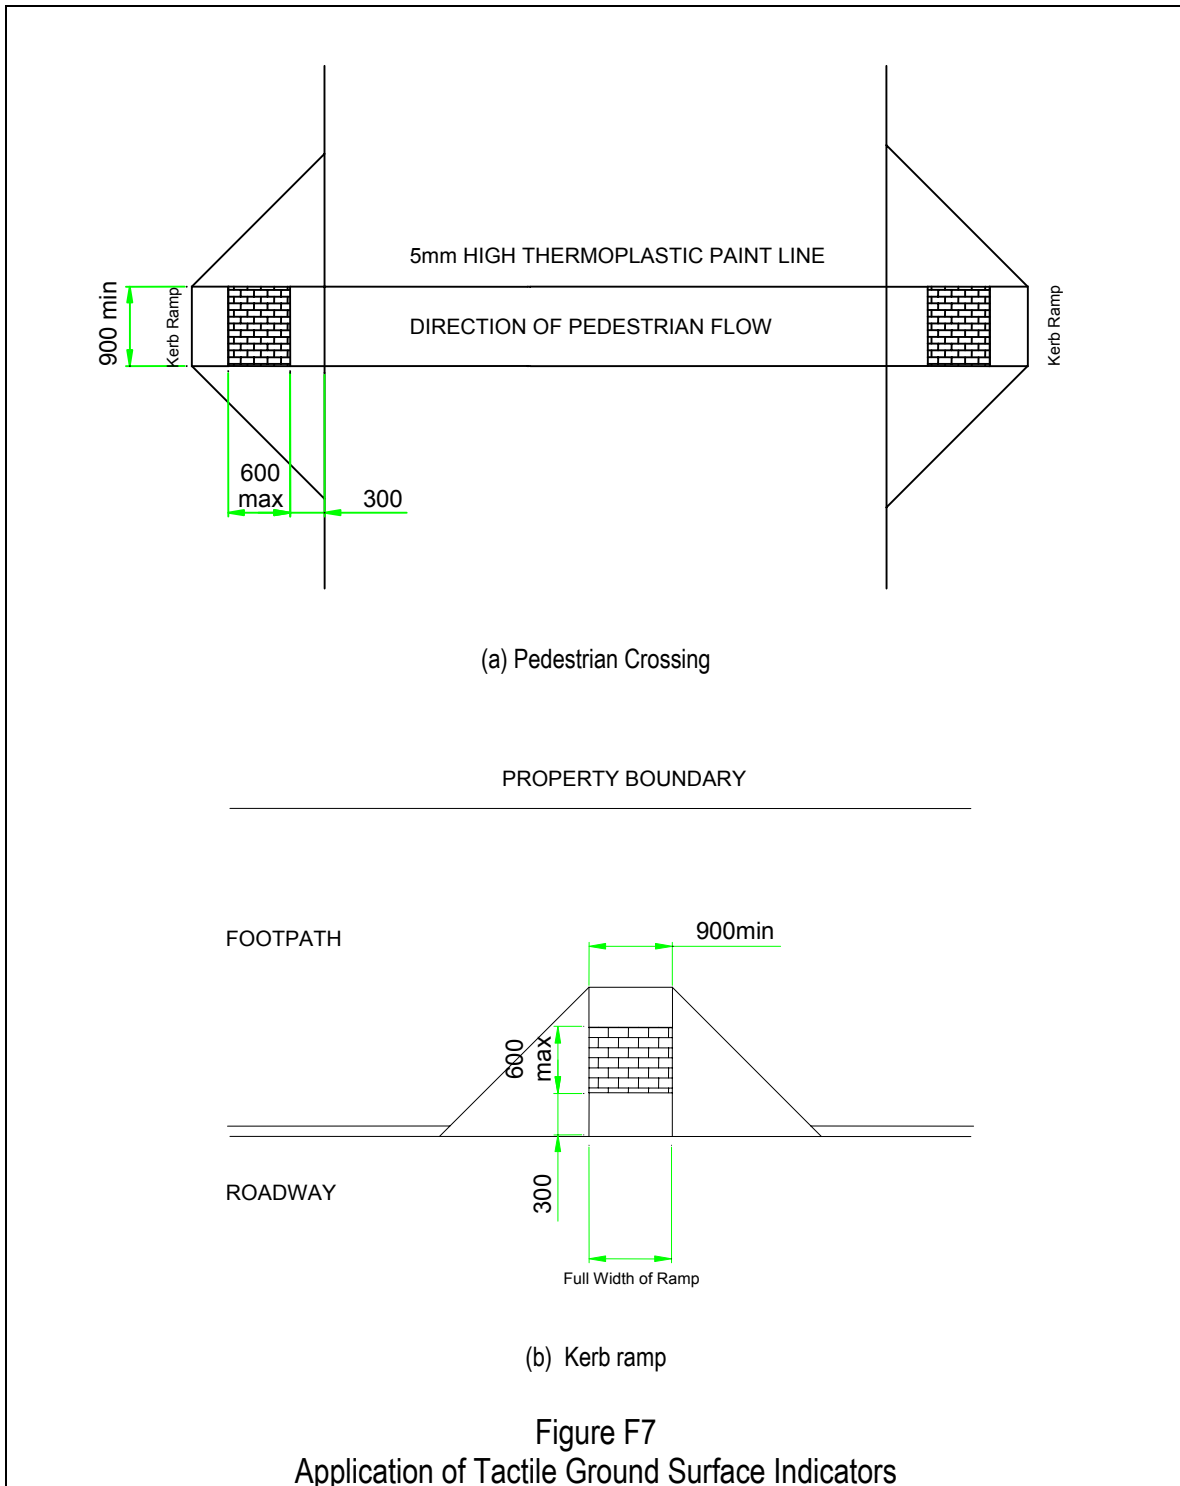 5mm HIGH THERMOPLASTIC PAINT LINE
900 min
Kerb Ramp
DIRECTION OF PEDESTRIAN FLOW
Kerb Ramp
600
max
300
(a) Pedestrian Crossing
PROPERTY BOUNDARY
FOOTPATH
900min
600
max
ROADWAY
300
Full Width of Ramp
(b) Kerb ramp
Figure F7
Application of Tactile Ground Surface Indicators